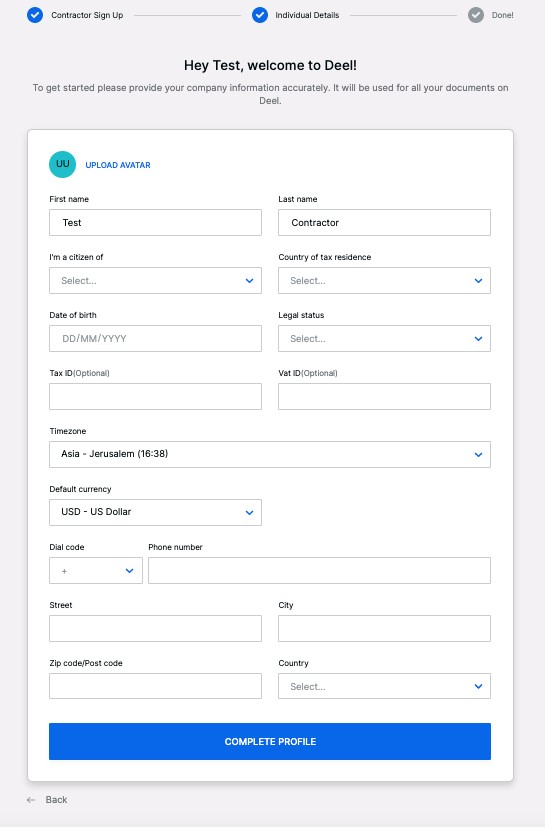 Contractor Sign Up Individual Details Done!
Hey Test, welcome to Deel!
To get started please provide your company information accurately. It will be used for all your documents on
Deel.
UU UPLOAD AVATAR
First name Last name
Test Contractor
I'm a citizen of Country of tax residence
Select... Select...
Date of birth Legal status
DD/MM/YYYY Select...
Tax ID(Optional) Vat ID(Optional)
Timezone
Asia - Jerusalem (16:38)
Default currency
USD - US Dollar
Dial code Phone number
+
Street City
Zip code/Post code Country
Select...
COMPLETE PROFILE
← Back